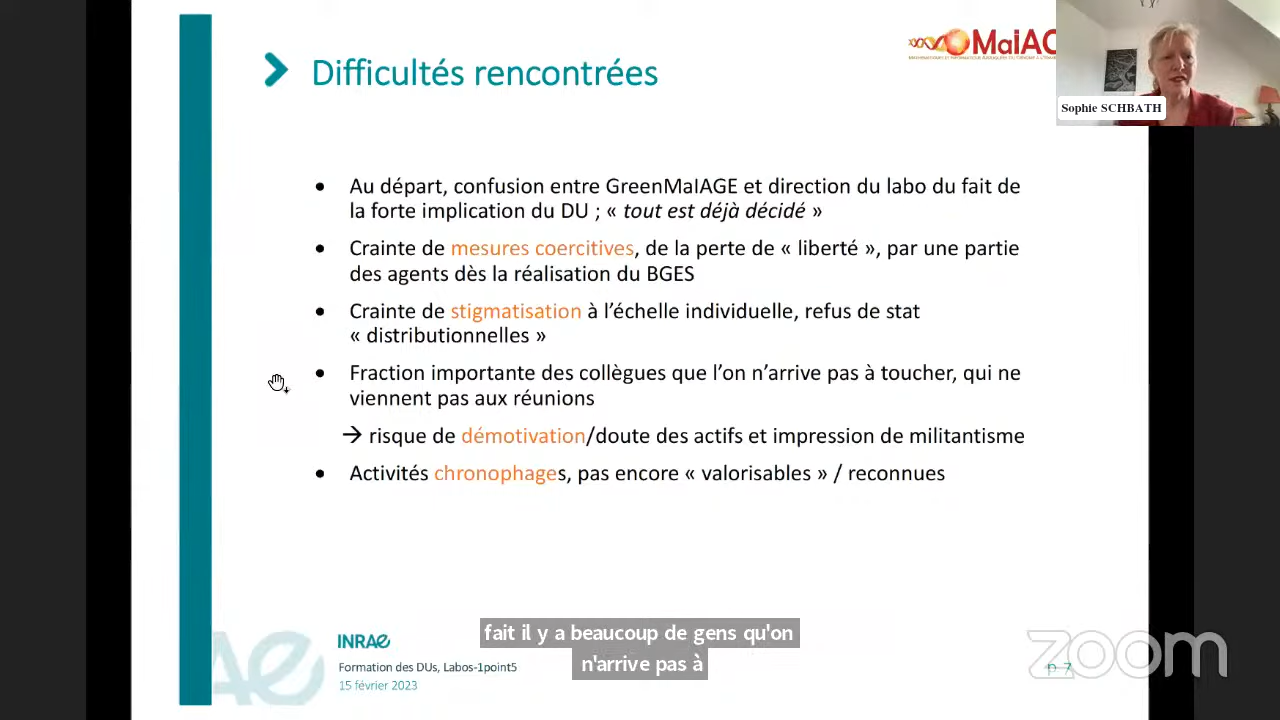 MaiAG
Difficultés rencontrées
Sophie SCHBATH
• Au départ, confusion entre GreenMaIAGE et direction du labo du fait de
la forte implication du DU ; « tout est déjà décidé »
• Crainte de mesures coercitives, de la perte de « liberté », par une partie
des agents dès la réalisation du BGES
• Crainte de stigmatisation à l’échelle individuelle, refus de stat
« distributionnelles »
• Fraction importante des collègues que l’on n’arrive pas à toucher, qui ne
viennent pas aux réunions
→ risque de démotivation/doute des actifs et impression de militantisme
• Activités chronophages, pas encore « valorisables » / reconnues
fait il y a beaucoup de gens qu'on
n'arrive pas à
INRAE
Formation des DUs, Labos-1point5
15 février 2023
p. 7
zoom